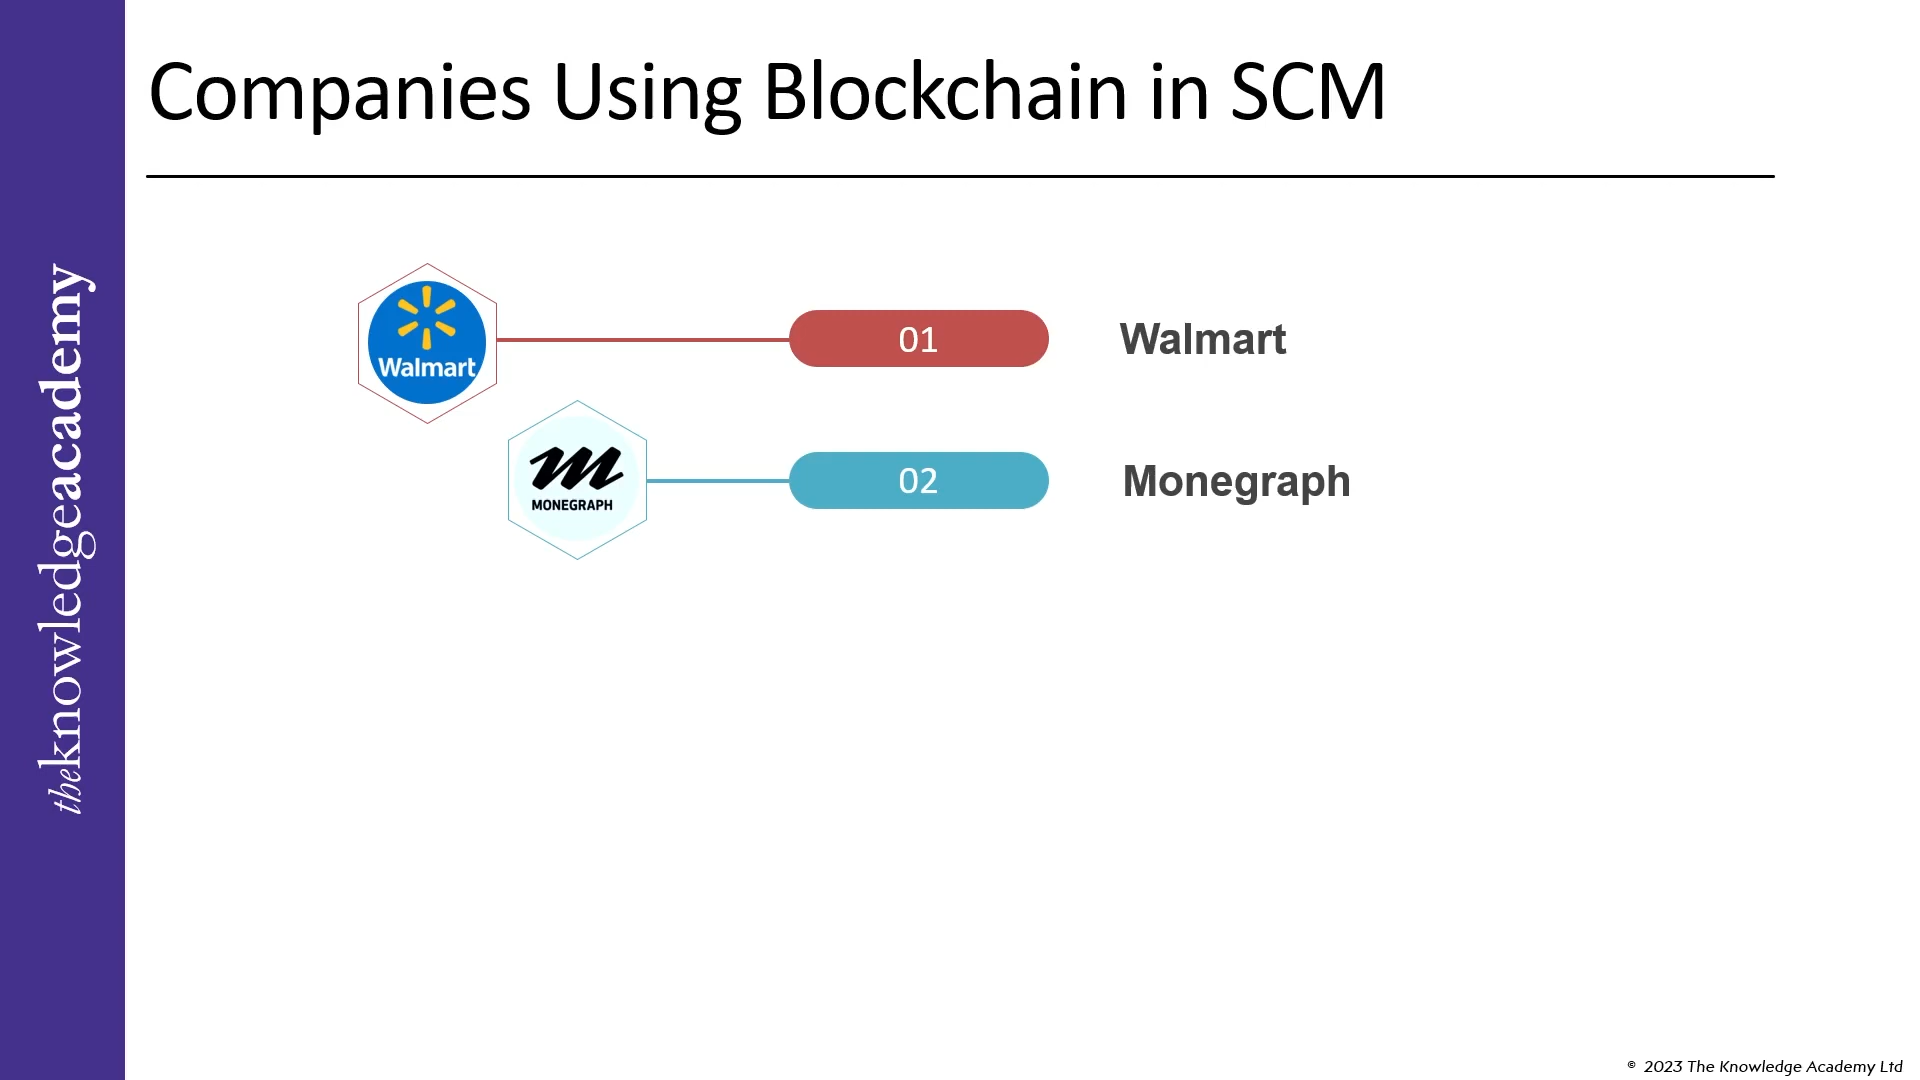 Companies Using Blockchain in SCM
theknowledgeacademy
Walmart
01
Walmart
MONEGRAPH
02
Monegraph
© 2023 The Knowledge Academy Ltd